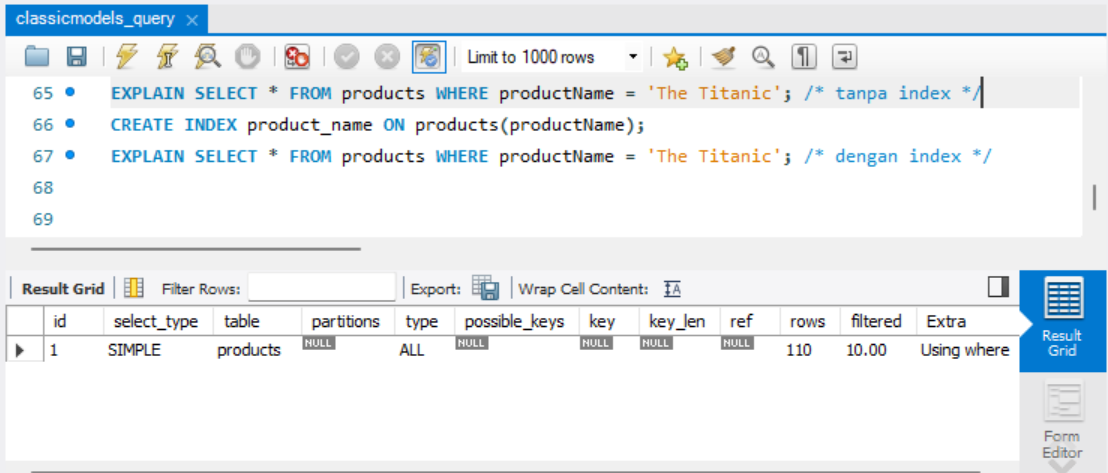 classicmodels_query ×
Limit to 1000 rows
65 EXPLAIN SELECT * FROM products WHERE productName = 'The Titanic'; /* tanpa index */
66 CREATE INDEX product_name ON products(productName);
67 EXPLAIN SELECT * FROM products WHERE productName = 'The Titanic'; /* dengan index */
68
69
Result Grid Filter Rows: Export: Wrap Cell Content: IA
id select_type table partitions type possible_keys key key_len ref rows filtered Extra
1 SIMPLE products NULL ALL NULL NULL NULL NULL 110 10.00 Using where
Result
Grid
Form
Editor